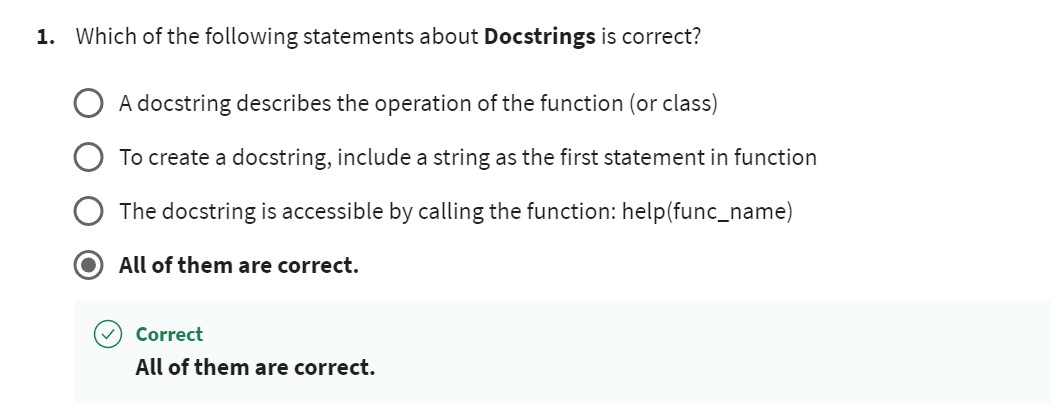 1. Which of the following statements about Docstrings is correct?
A docstring describes the operation of the function (or class)
To create a docstring, include a string as the first statement in function
The docstring is accessible by calling the function: help(func_name)
All of them are correct.
Correct
All of them are correct.